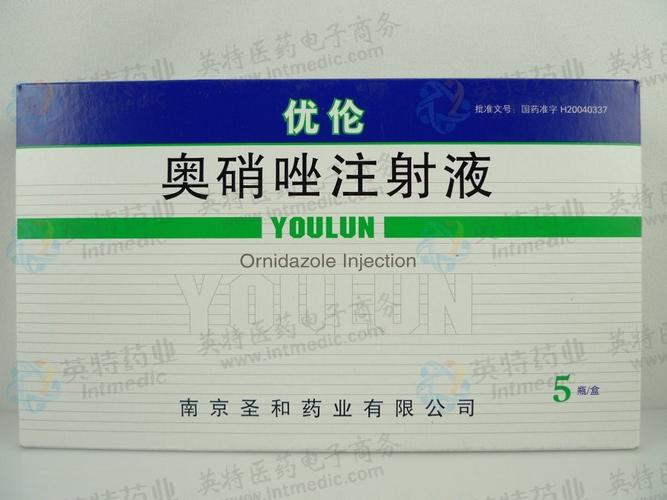 优伦
批准文号: 国药准字 H20040337
奥硝唑注射液
YOULUN
Ornidazole Injection
YOULUN
5 瓶/盒
南京圣和药业有限公司
英特药业
Intmedic
英特医药电子商务
www.intmedic.com